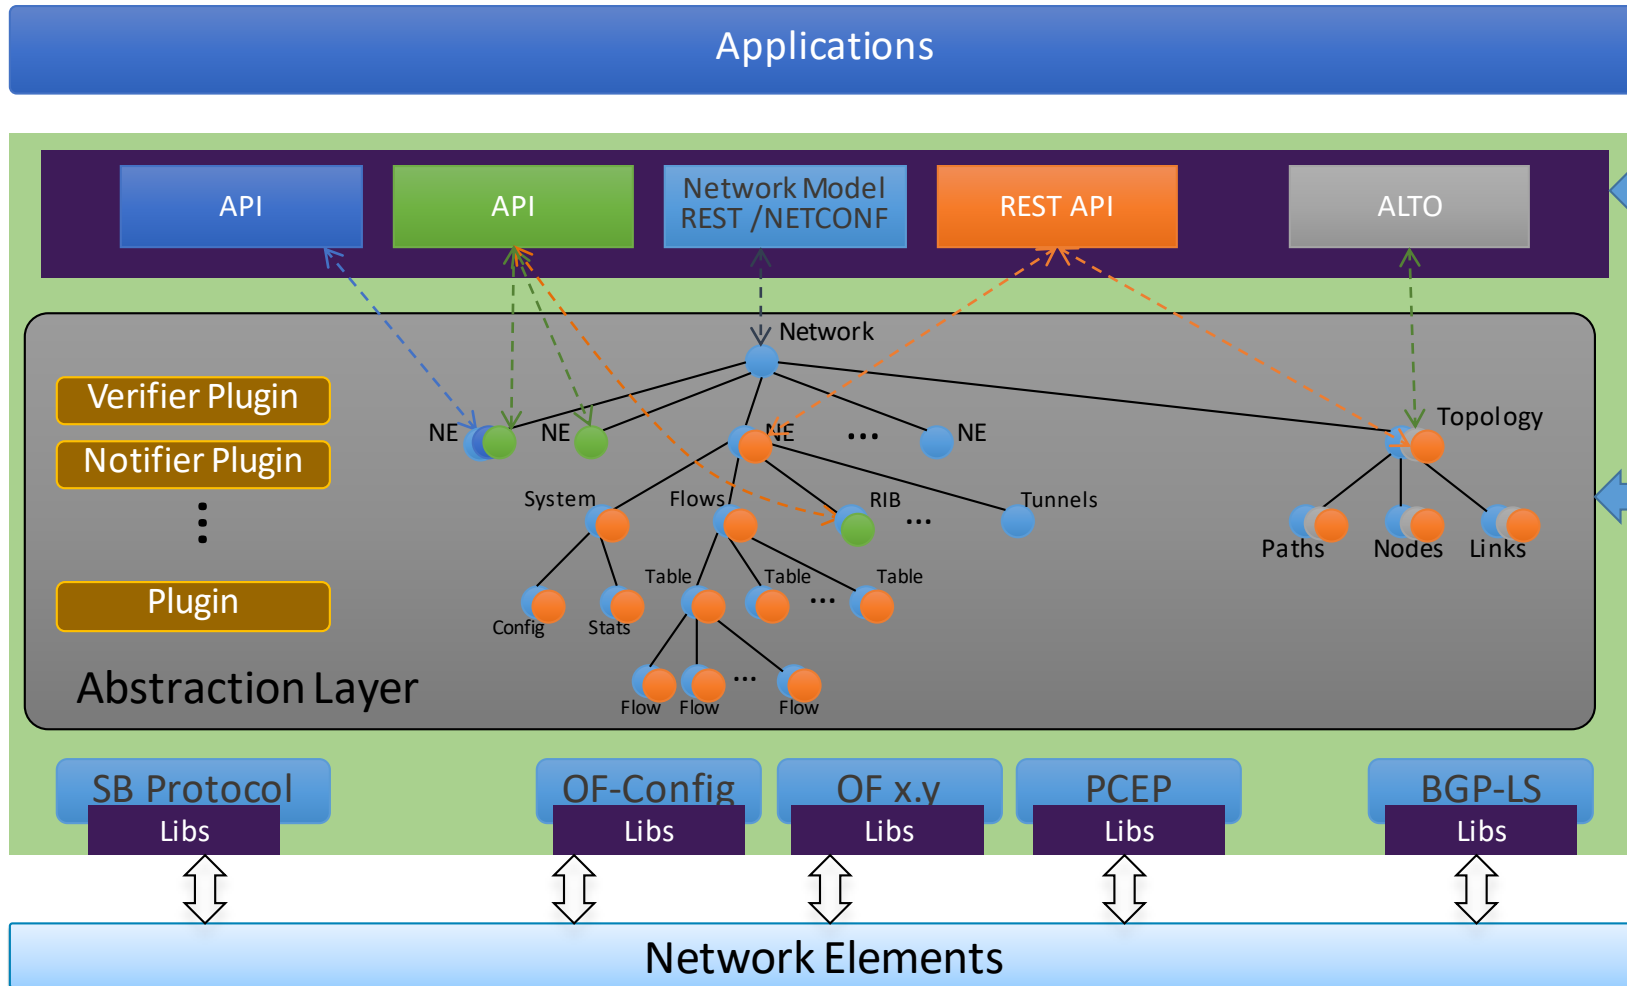 Applications
API
API
Network Model
REST /NETCONF
REST API
ALTO
Network
Verifier Plugin
NE
NE
NE
...
NE
Topology
Notifier Plugin
System
Flows
RIB
...
Tunnels
Paths
Nodes
Links
Plugin
Table
Table
...
Table
Config
Stats
Abstraction Layer
...
Flow
Flow
Flow
SB Protocol
OF-Config
OF x.y
PCEP
BGP-LS
Libs
Libs
Libs
Libs
Libs
Network Elements